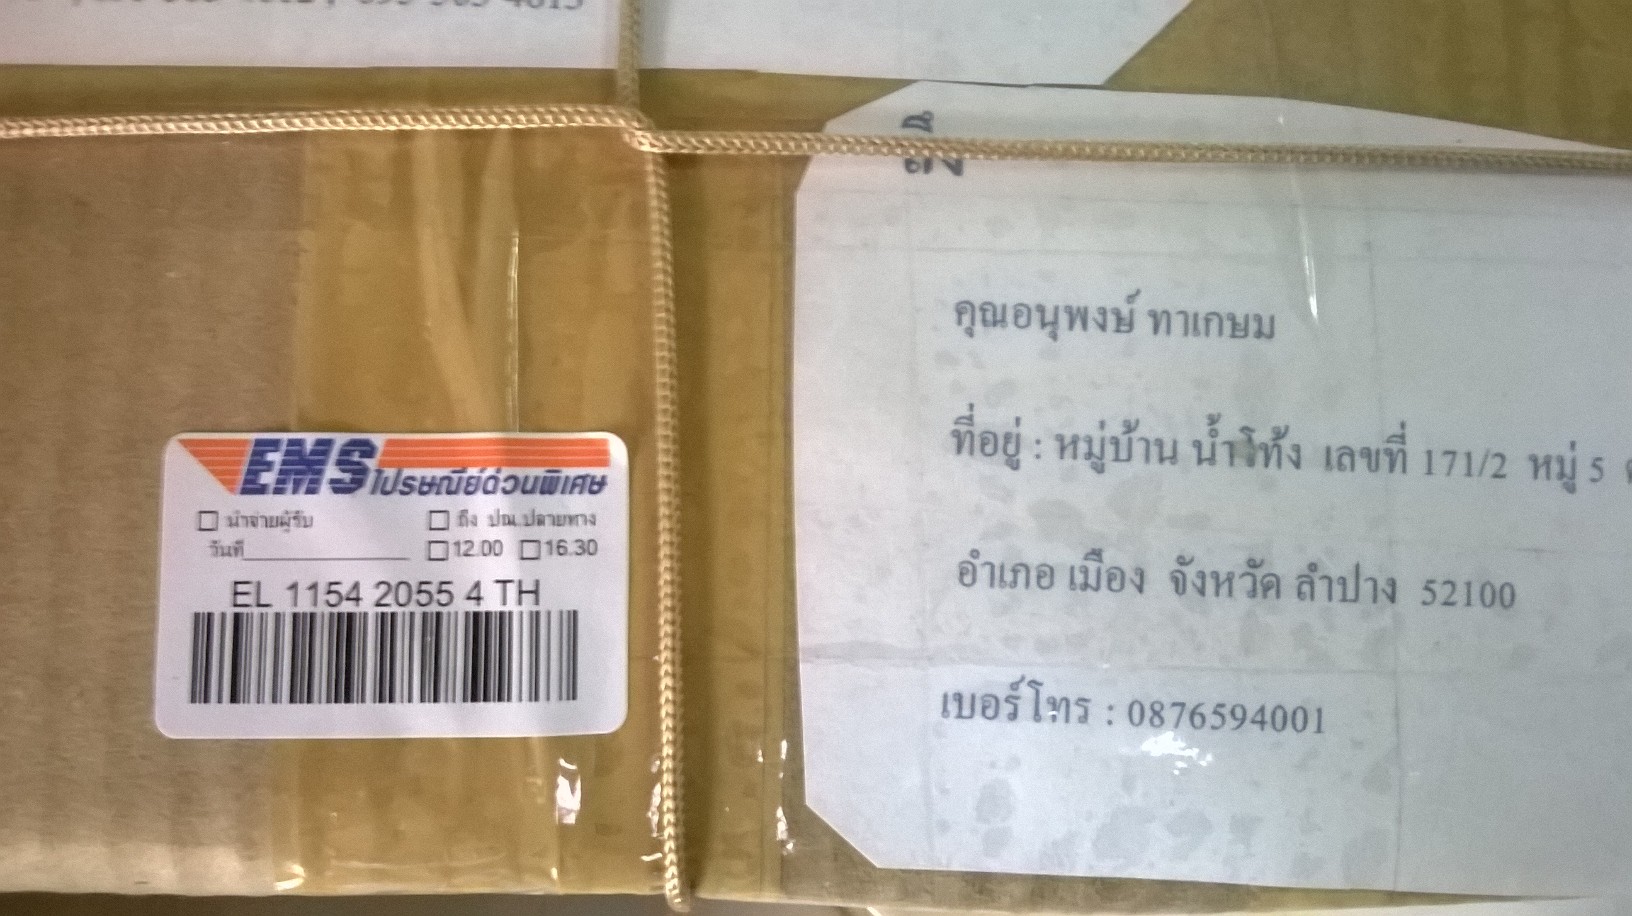 ถึง
คุณอนุพงษ์ ทาเกษม
ที่อยู่ : หมู่บ้าน น้ำโท้ง เลขที่ 171/2 หมู่ 5
อำเภอ เมือง จังหวัด ลำปาง 52100
เบอร์โทร : 0876594001
EMS ไปรษณีย์ด่วนพิเศษ
นำจ่ายผู้รับ ถึง ปณ.ปลายทาง
วันที่ 12.00 16.30
EL 1154 2055 4 TH